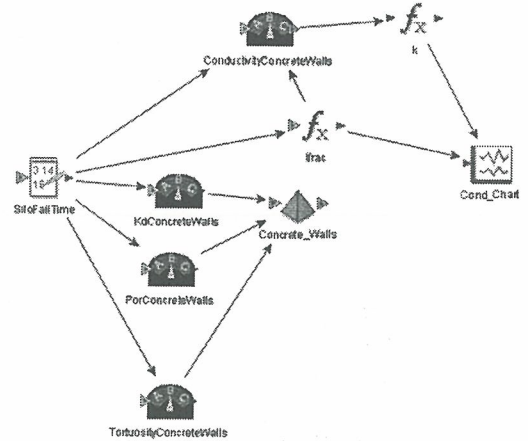 k
ConductivityConcreteWalls
ffrac
Cond_Chart
SiloFailTime
KdConcreteWalls
Concrete_Walls
PorConcreteWalls
TortuosityConcreteWalls